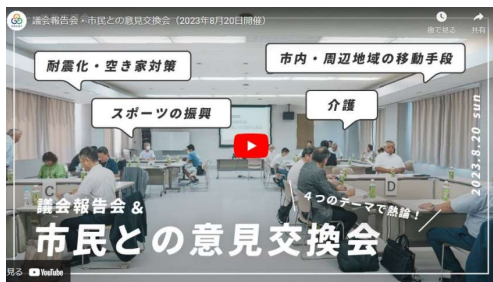 議会報告会・市民との意見交換会（2023年8月20日開催）
後で見る
共有
耐震化・空き家対策
市内・周辺地域の移動手段
スポーツの振興
介護
2023.8.20 sun
C
D
4つのテーマで熱論！
議会報告会 &
市民との意見交換会
見る YouTube